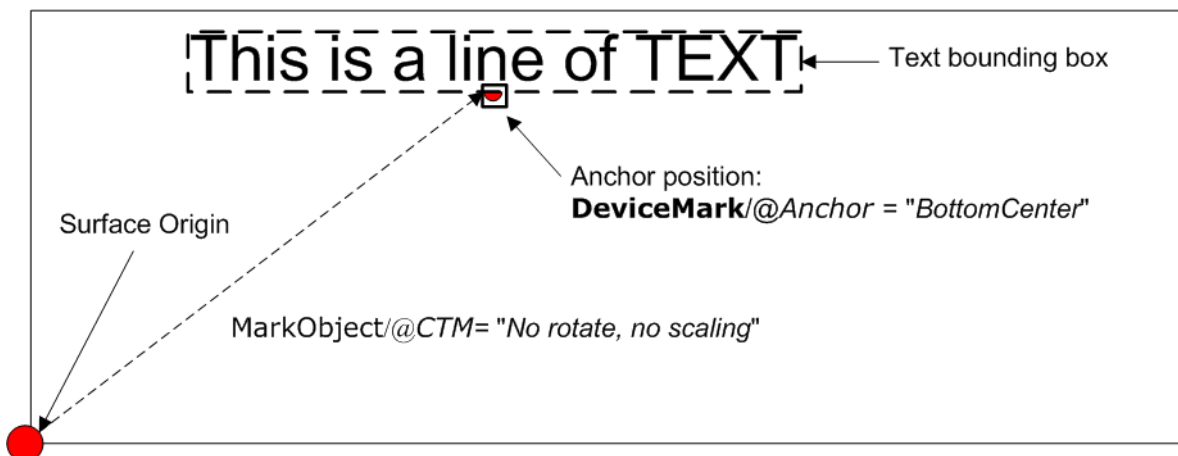 This is a line of TEXT
Text bounding box
Anchor position:
DeviceMark/@Anchor = "BottomCenter"
Surface Origin
MarkObject/@CTM= "No rotate, no scaling"